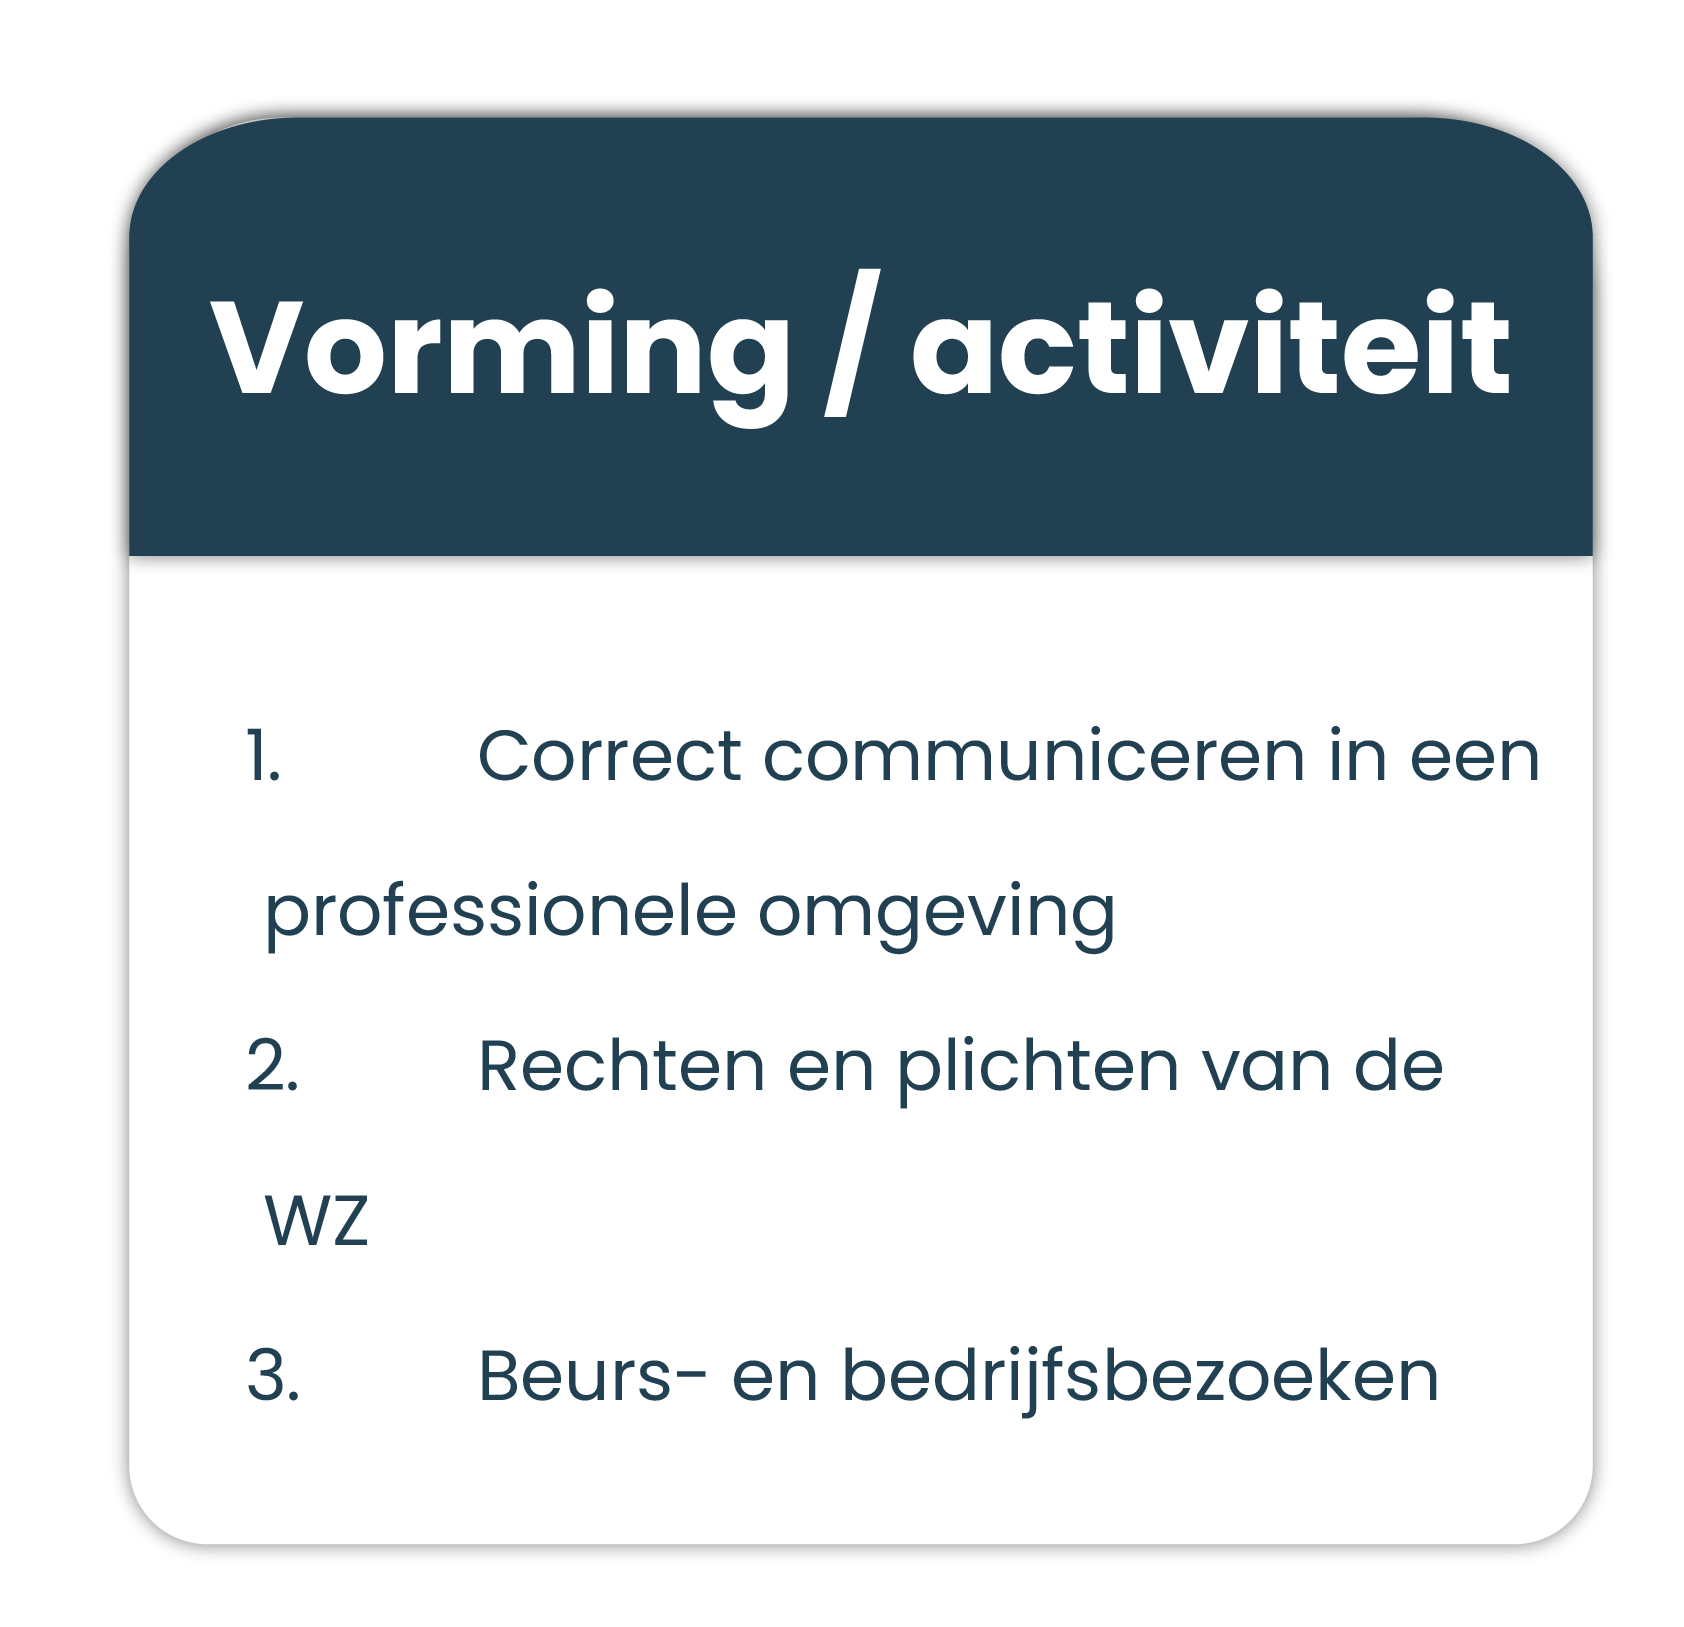 Vorming / activiteit
1. Correct communiceren in een
professionele omgeving
2. Rechten en plichten van de
WZ
3. Beurs- en bedrijfsbezoeken